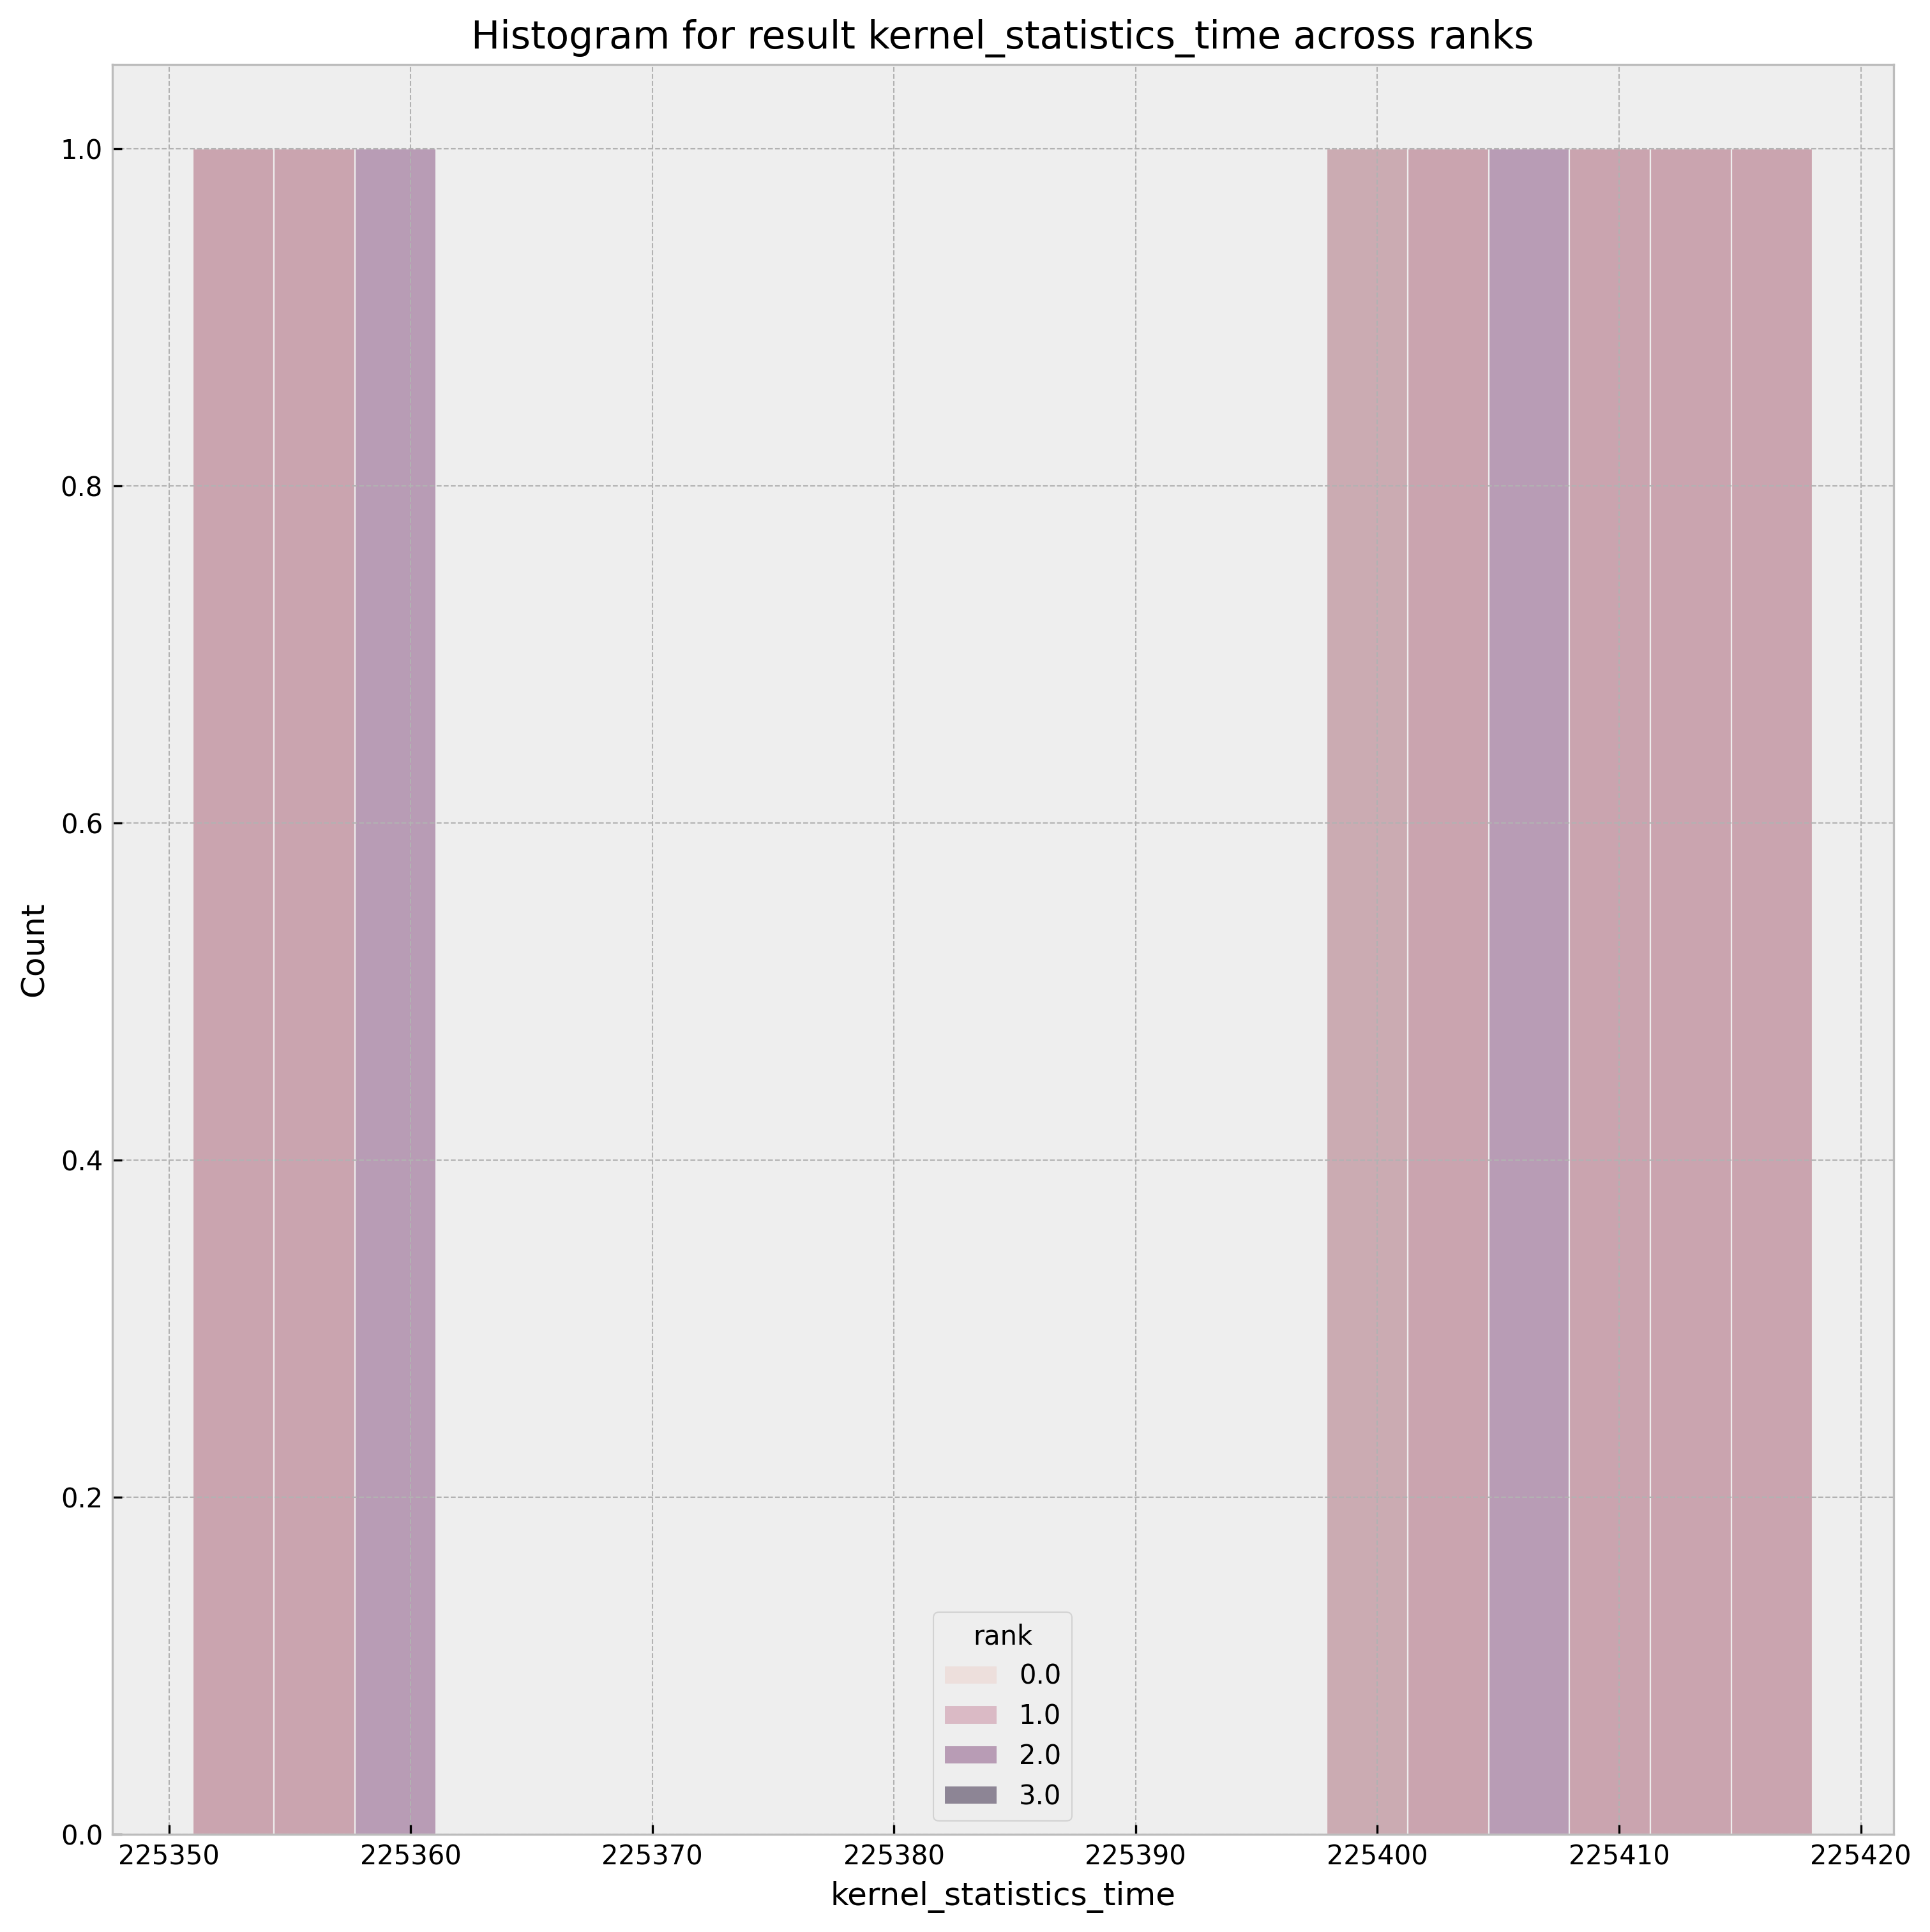 Histogram for result kernel_statistics_time across ranks
1.0
0.8
0.6
0.4
0.2
0.0
Count
rank
0.0
1.0
2.0
3.0
225350 225360 225370 225380 225390 225400 225410 225420
kernel_statistics_time